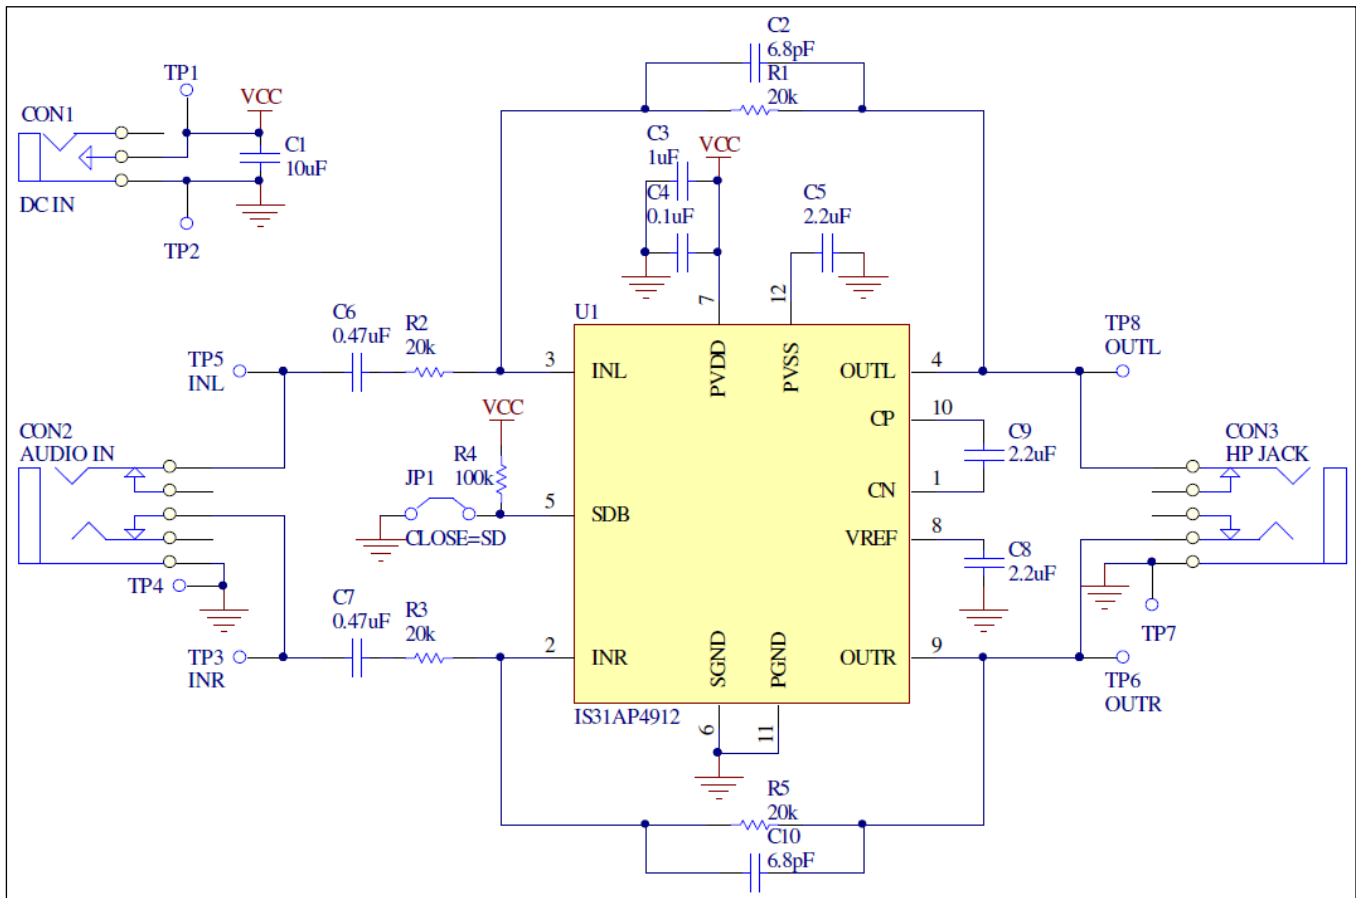 C2
6.8pF
R1
20k
TP1
VCC
CON1
C1
10uF
DC IN
TP2
C3
1uF
VCC
C4
0.1uF
C5
2.2uF
7
12
U1
C6
0.47uF
R2
20k
TP5
INL
3
INL
PVDD
PVSS
OUTL
4
TP8
OUTL
CP
10
C9
2.2uF
CN
1
VCC
R4
100k
JP1
CLOSE=SD
5
SDB
CON2
AUDIO IN
TP4
VREF
8
C8
2.2uF
CON3
HP JACK
TP7
C7
0.47uF
R3
20k
TP3
INR
2
INR
SGND
PGND
OUTR
9
TP6
OUTR
IS31AP4912
6
11
R5
20k
C10
6.8pF